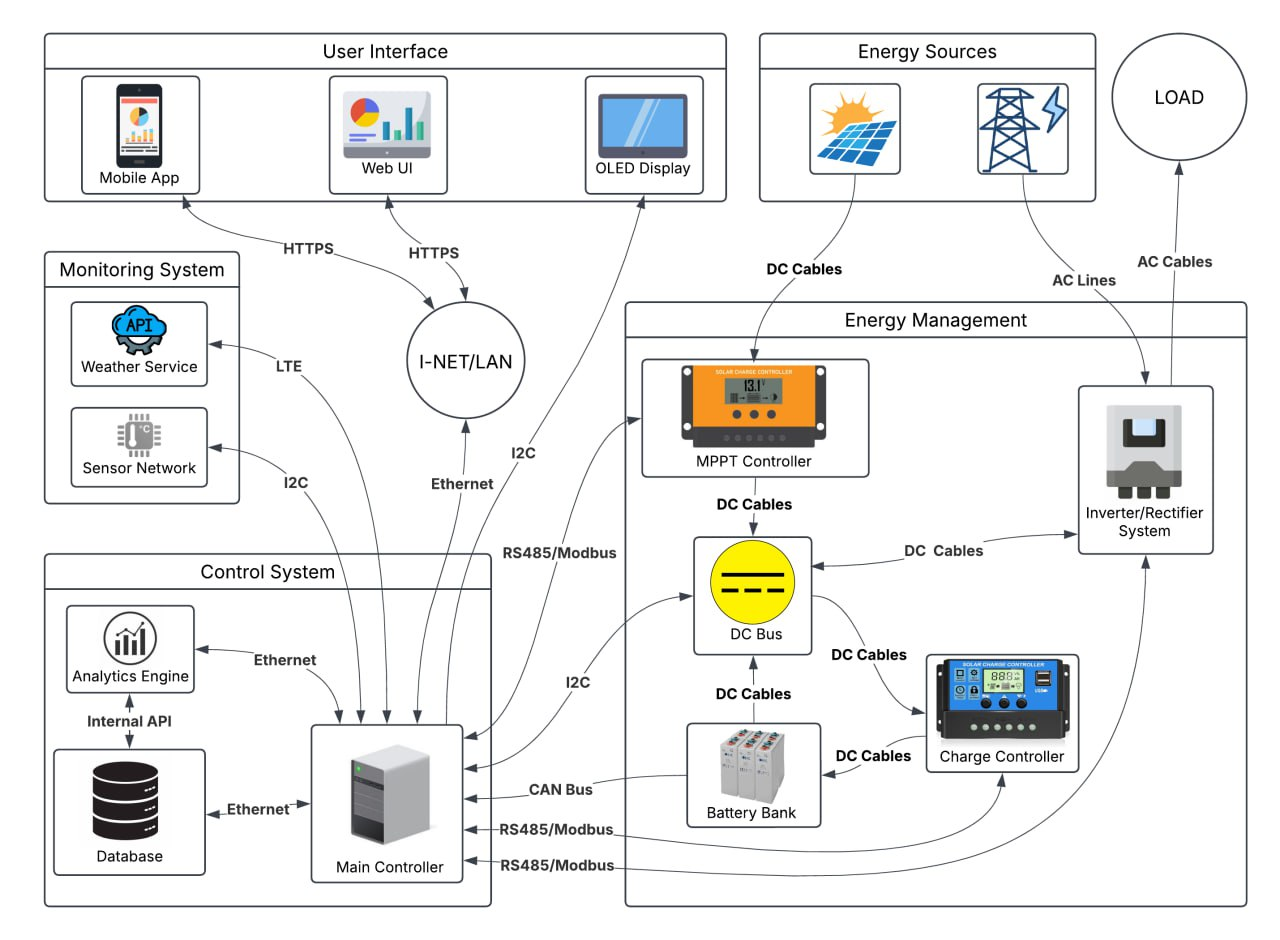 User Interface
Mobile App
Web UI
OLED Display
Energy Sources
LOAD
HTTPS
HTTPS
DC Cables
AC Lines
AC Cables
Monitoring System
API
Weather Service
°C
Sensor Network
LTE
I2C
I-NET/LAN
Ethernet
I2C
RS485/Modbus
Energy Management
SOLAR CHARGE CONTROLLER
13.1 V
MPPT Controller
DC Cables
Inverter/Rectifier
System
DC Cables
DC Bus
DC Cables
I2C
DC Cables
SOLAR CHARGE CONTROLLER
Charge Controller
DC Cables
Battery Bank
CAN Bus
RS485/Modbus
RS485/Modbus
Control System
Analytics Engine
Ethernet
Internal API
Database
Ethernet
Main Controller